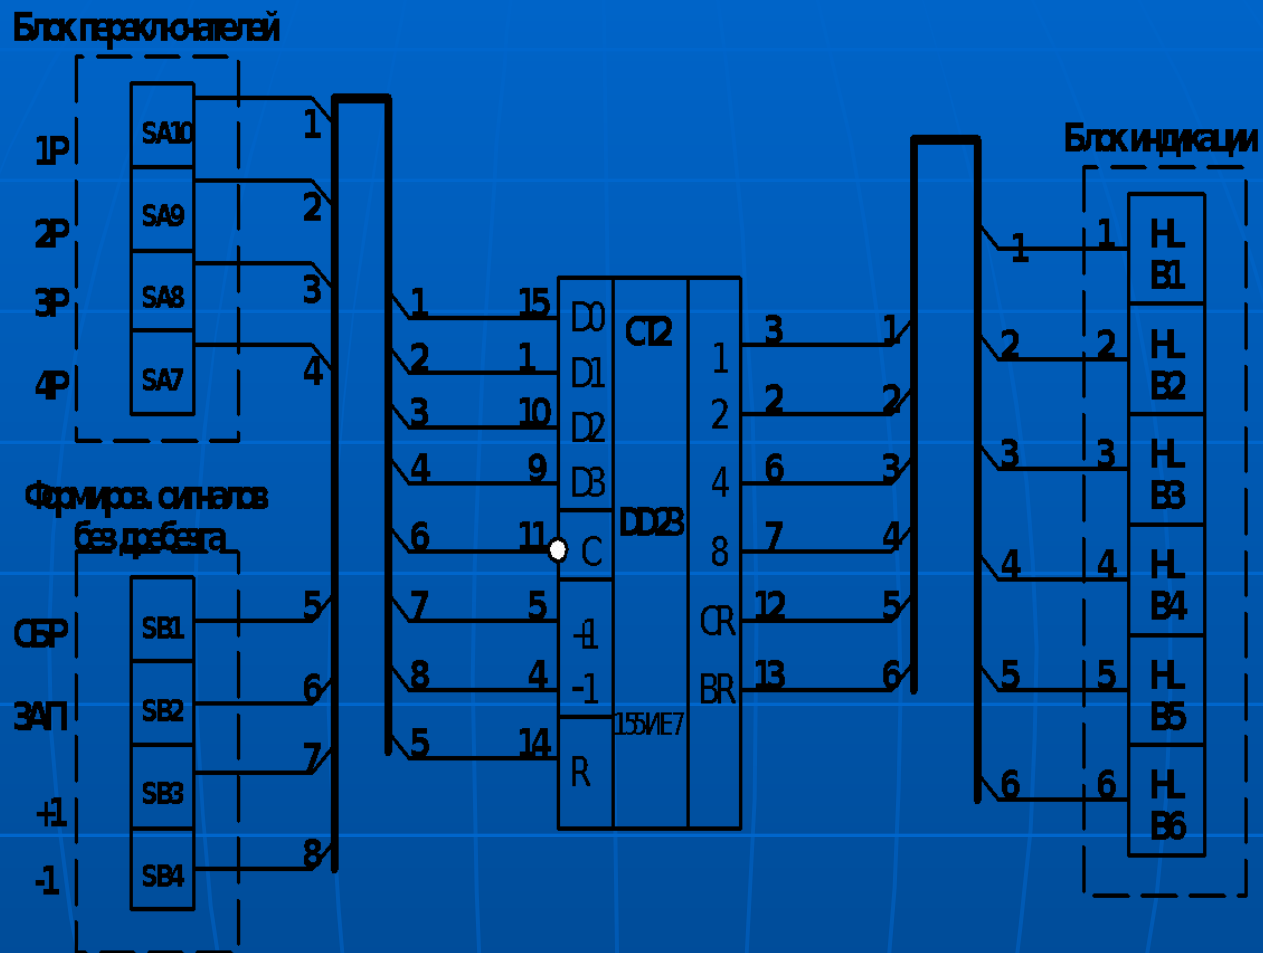 Блок переключателей
1Р
2Р
3Р
4Р
SA10
SA9
SA8
SA7
1
2
3
4
Формиров. сигналов
без дребезга
СБР
ЗАП
+1
-1
SB1
SB2
SB3
SB4
5
6
7
8
1 15
2 1
3 10
4 9
6 11
7 5
8 4
5 14
D0
D1
D2
D3
C
+1
-1
R
CT2
DD23
155ИЕ7
1
2
4
8
CR
BR
3 1
2 2
6 3
7 4
12 5
13 6
Блок индикации
1 1
2 2
3 3
4 4
5 5
6 6
HL
B1
HL
B2
HL
B3
HL
B4
HL
B5
HL
B6